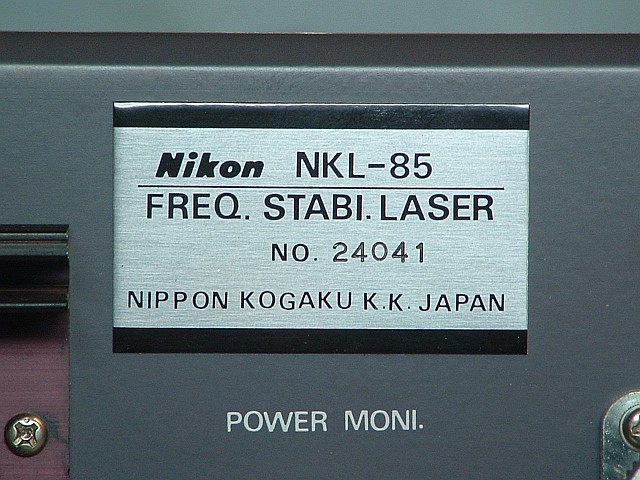 Nikon NKL-85
FREQ. STABI. LASER
NO. 24041
NIPPON KOGAKU K.K. JAPAN
POWER MONI.